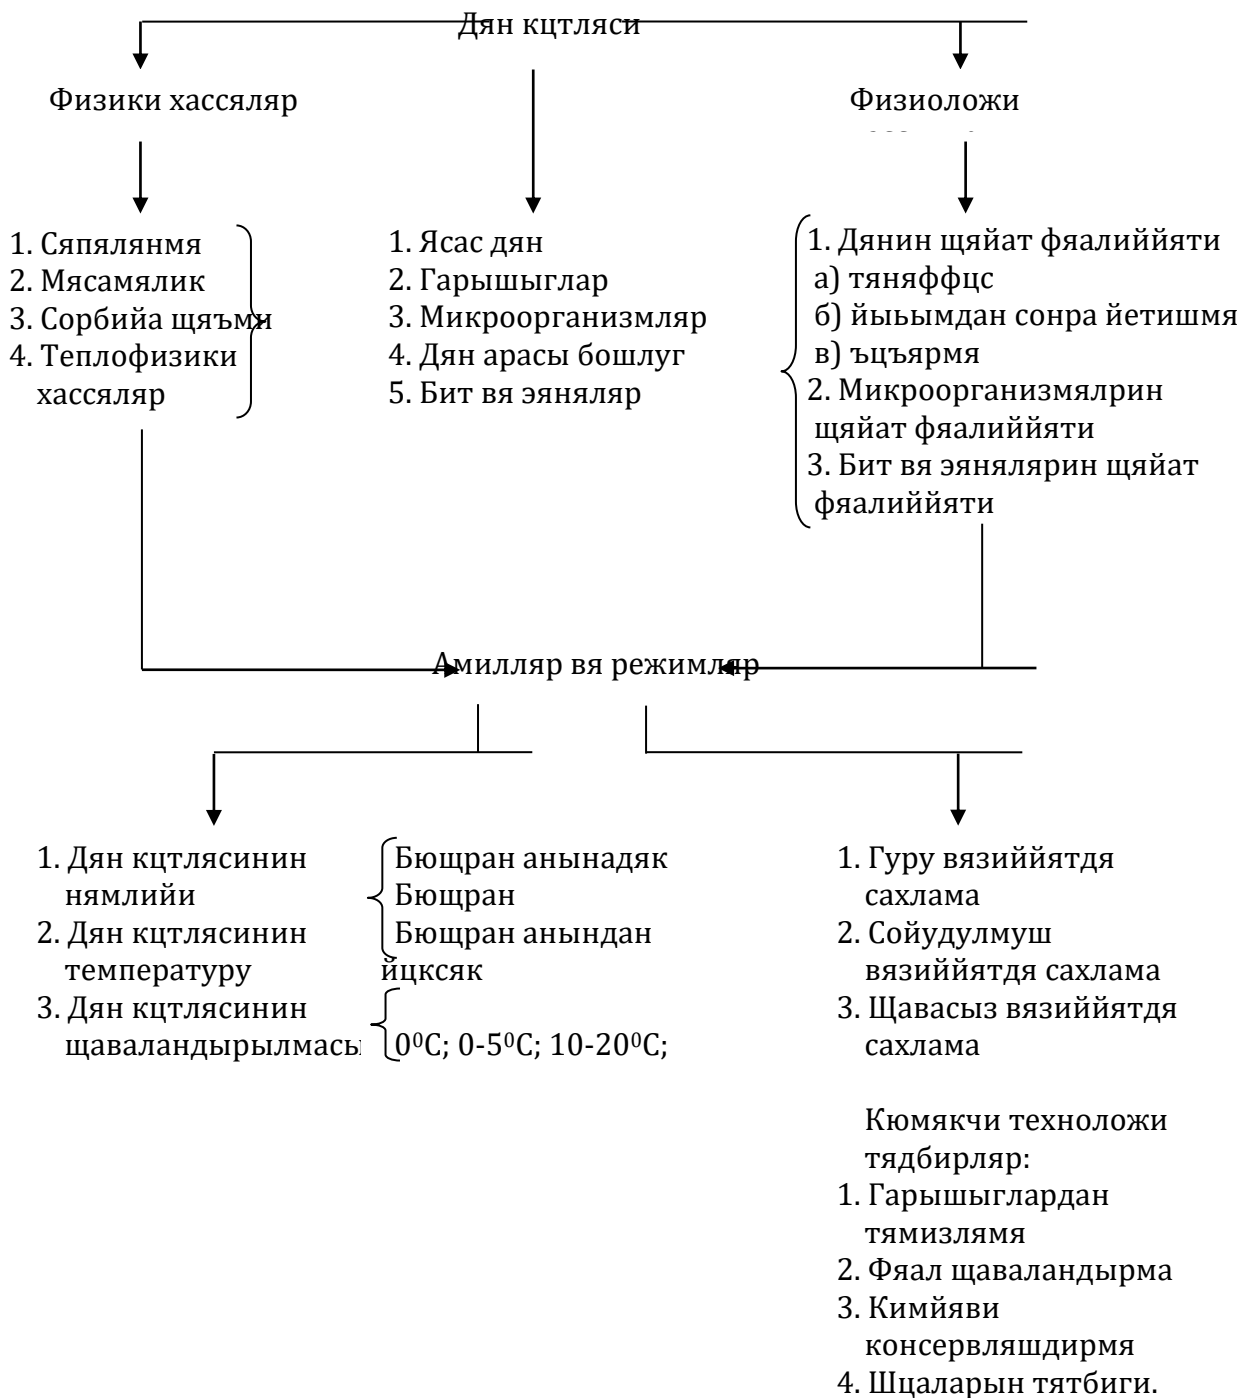 Дян кцтляси
Физики хассяляр
Физиоложи
1. Сяпялянмя
2. Мясамялик
3. Сорбийа щяъми
4. Теплофизики
хассяляр
1. Ясас дян
2. Гарышыглар
3. Микроорганизмляр
4. Дян арасы бошлуг
5. Бит вя эяняляр
1. Дянин щяйат фяалиййяти
а) тяняффцс
б) йыьымдан сонра йетишмя
в) ъцъярмя
2. Микроорганизмялрин
щяйат фяалиййяти
3. Бит вя эянялярин щяйат
фяалиййяти
Амилляр вя режимляр
1. Дян кцтлясинин
нямлийи
2. Дян кцтлясинин
температуру
3. Дян кцтлясинин
щаваландырылмасы
Бющран анынадяк
Бющран
Бющран анындан
йцксяк
0⁰С; 0-5⁰С; 10-20⁰С;
1. Гуру вязиййятдя
сахлама
2. Сойудулмуш
вязиййятдя сахлама
3. Щавасыз вязиййятдя
сахлама
Кюмякчи техноложи
тядбирляр:
1. Гарышыглардан
тямизлямя
2. Фяал щаваландырма
3. Кимйяви
консервляшдирмя
4. Шцаларын тятбиги.